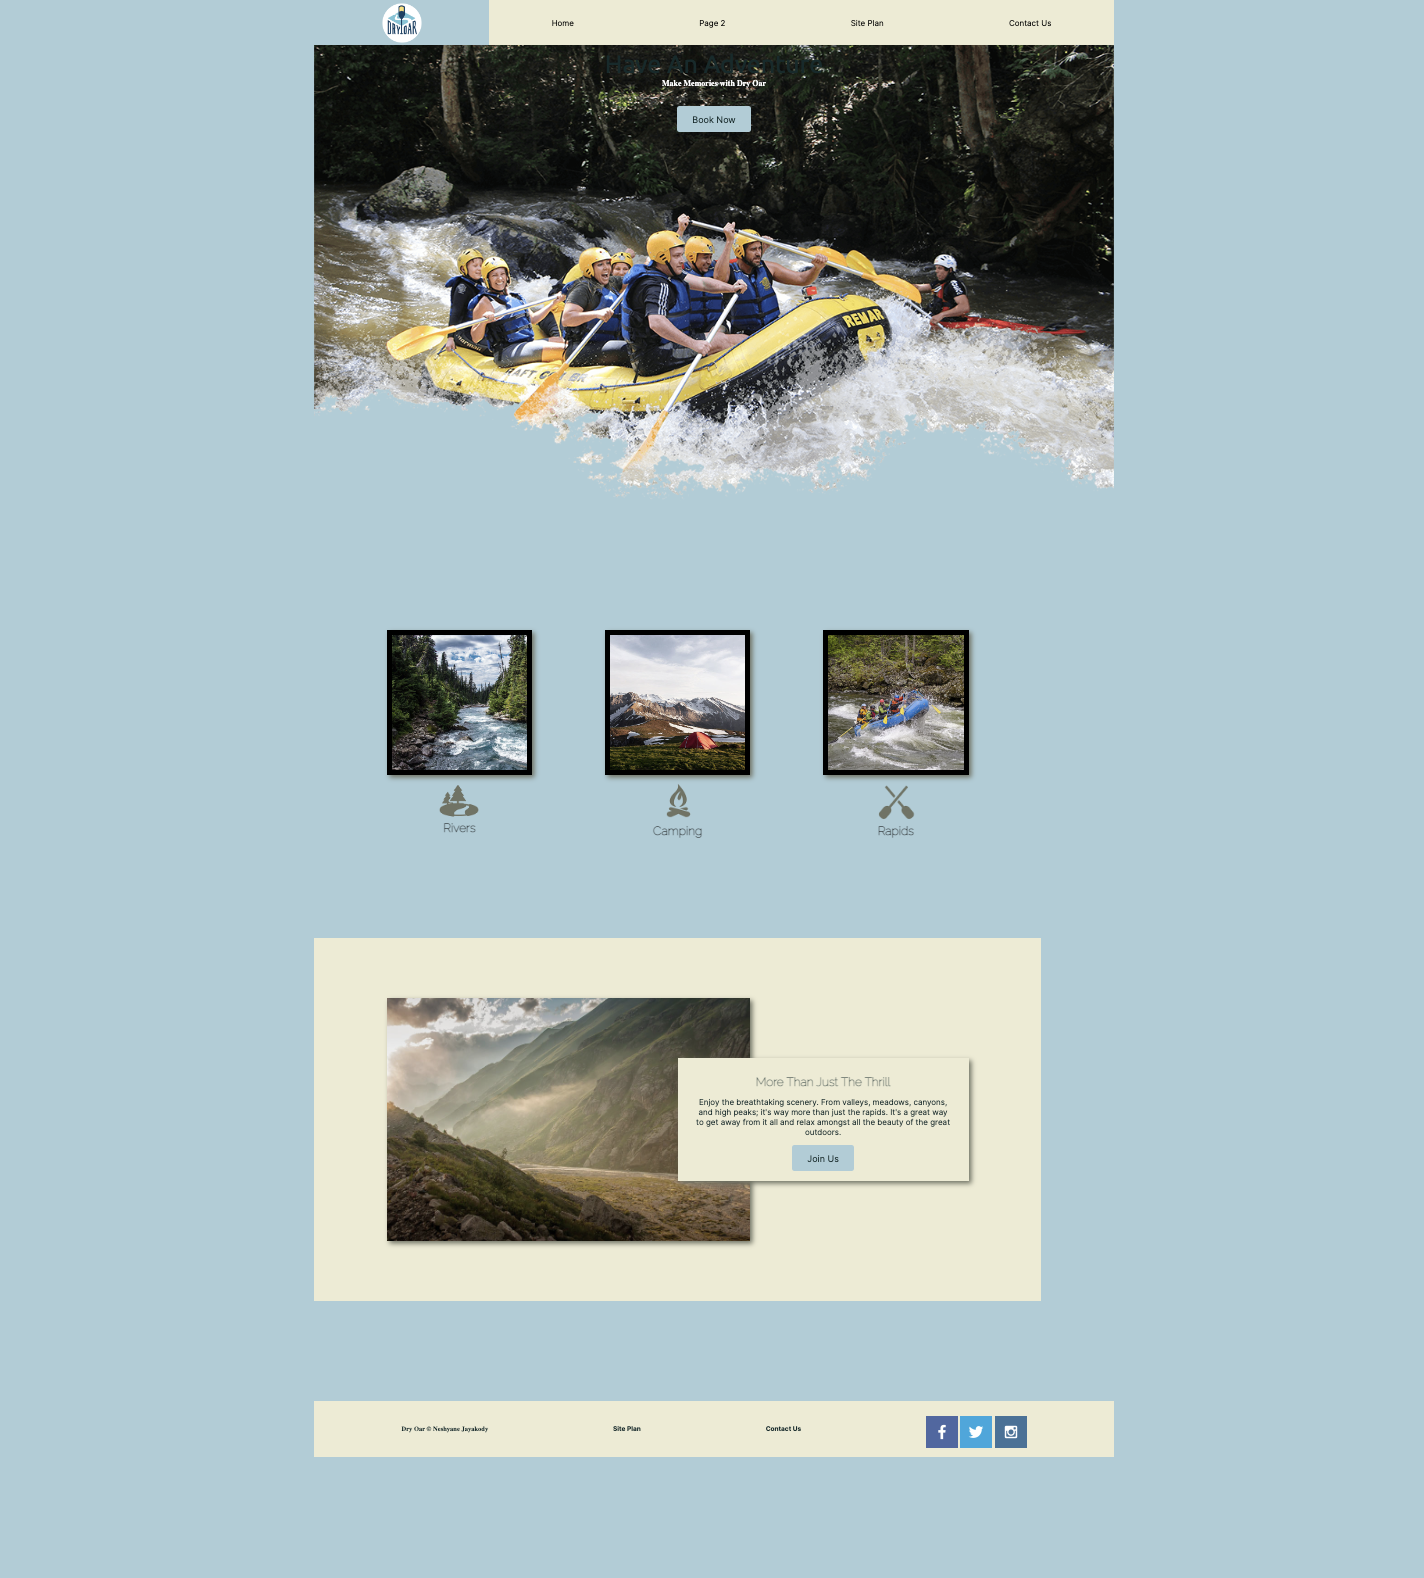 DRY OAR
Home
Page 2
Site Plan
Contact Us
Have An Adventure
Make Memories with Dry Oar
Book Now
REMAR
RAFT
Rivers
Camping
Rapids
More Than Just The Thrill
Enjoy the breathtaking scenery. From valleys, meadows, canyons,
and high peaks; it's way more than just the rapids. It's a great way
to get away from it all and relax amongst all the beauty of the great
outdoors.
Join Us
Dry Oar © Neshyane Jayakody
Site Plan
Contact Us